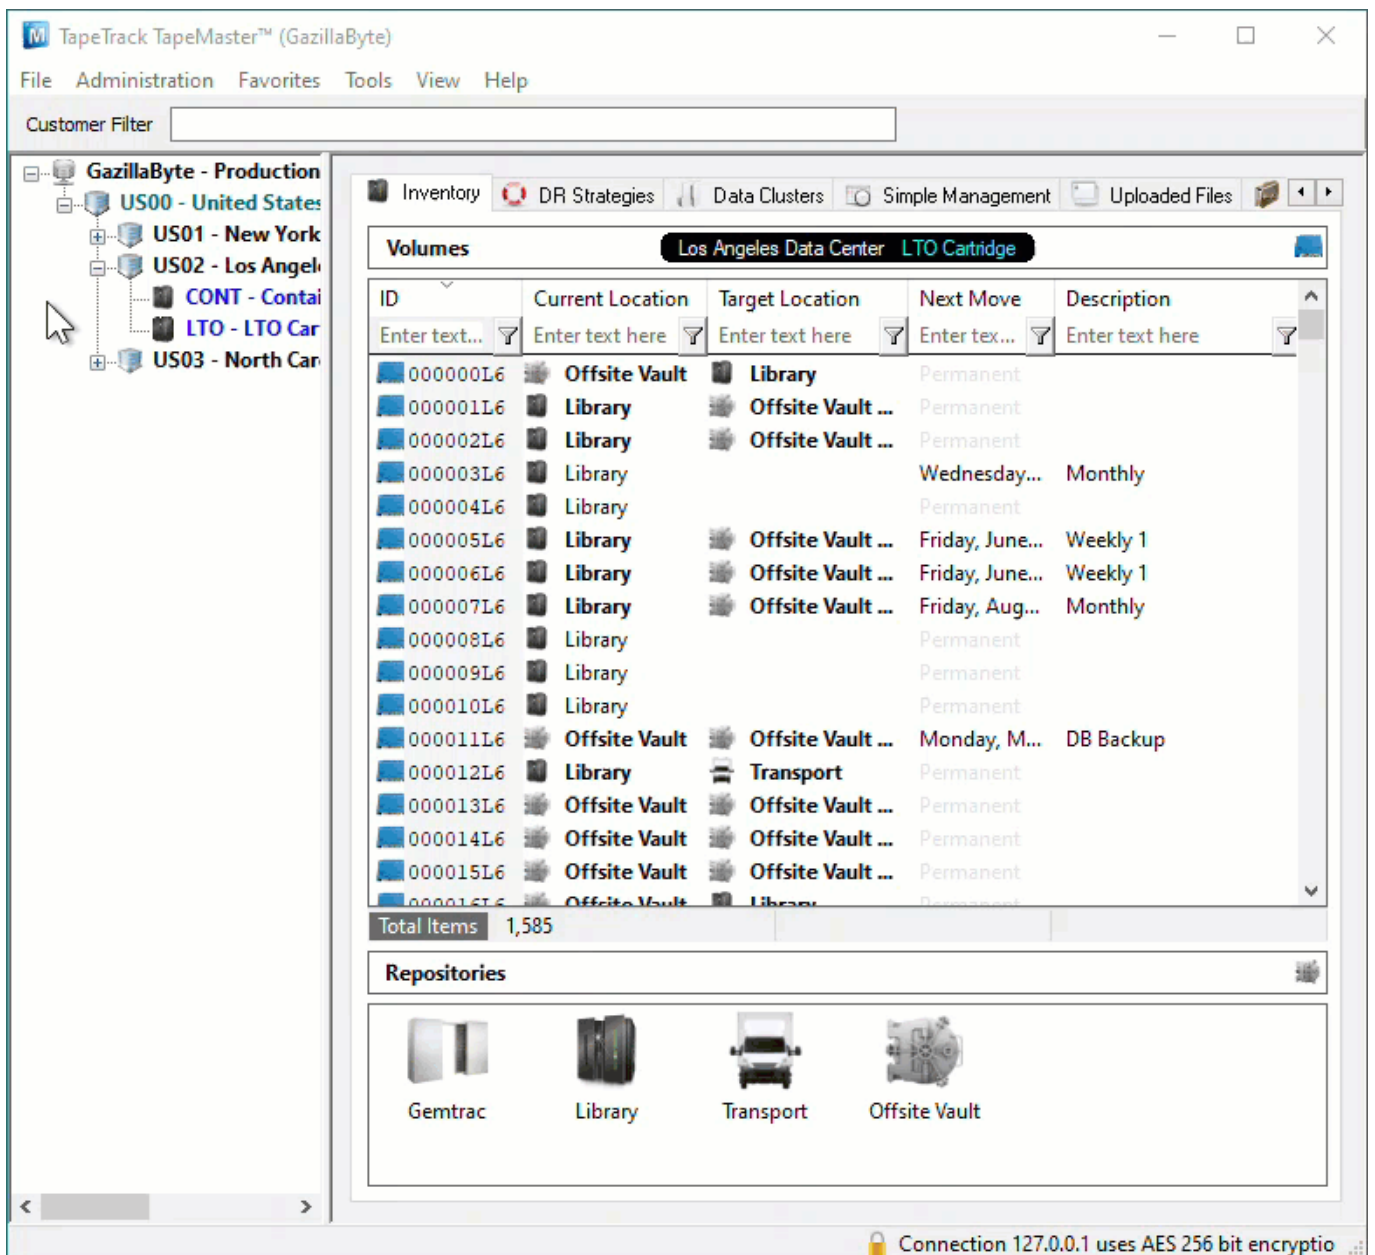 TapeTrack TapeMaster™ (GazillaByte)
File Administration Favorites Tools View Help
Customer Filter
GazillaByte - Production
US00 - United States
US01 - New York
US02 - Los Angel
CONT - Contai
LTO - LTO Car
US03 - North Car
Inventory DR Strategies Data Clusters Simple Management Uploaded Files
Volumes Los Angeles Data Center LTO Cartridge
ID Current Location Target Location Next Move Description
Enter text... Enter text here Enter text here Enter tex... Enter text here
000000L6 Offsite Vault Library Permanent
000001L6 Library Offsite Vault ... Permanent
000002L6 Library Offsite Vault ... Permanent
000003L6 Library Wednesday... Monthly
000004L6 Library Permanent
000005L6 Library Offsite Vault ... Friday, June... Weekly 1
000006L6 Library Offsite Vault ... Friday, June... Weekly 1
000007L6 Library Offsite Vault ... Friday, Aug... Monthly
000008L6 Library Permanent
000009L6 Library Permanent
000010L6 Library Permanent
000011L6 Offsite Vault Offsite Vault ... Monday, M... DB Backup
000012L6 Library Transport Permanent
000013L6 Offsite Vault Offsite Vault ... Permanent
000014L6 Offsite Vault Offsite Vault ... Permanent
000015L6 Offsite Vault Offsite Vault ... Permanent
000016L6 Offsite Vault Library Permanent
Total Items 1,585
Repositories
Gemtrac Library Transport Offsite Vault
Connection 127.0.0.1 uses AES 256 bit encryptio